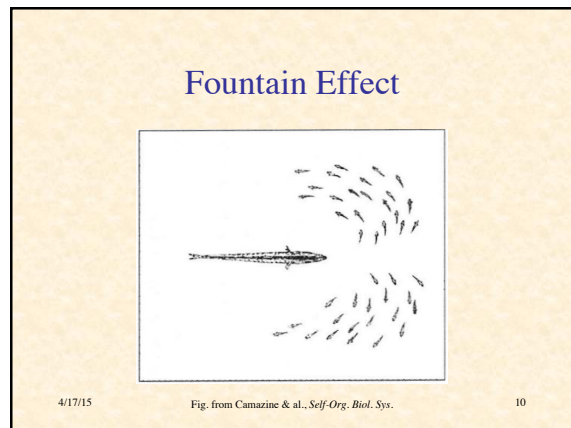 Fountain Effect
4/17/15
Fig. from Camazine & al., Self-Org. Biol. Sys.
10